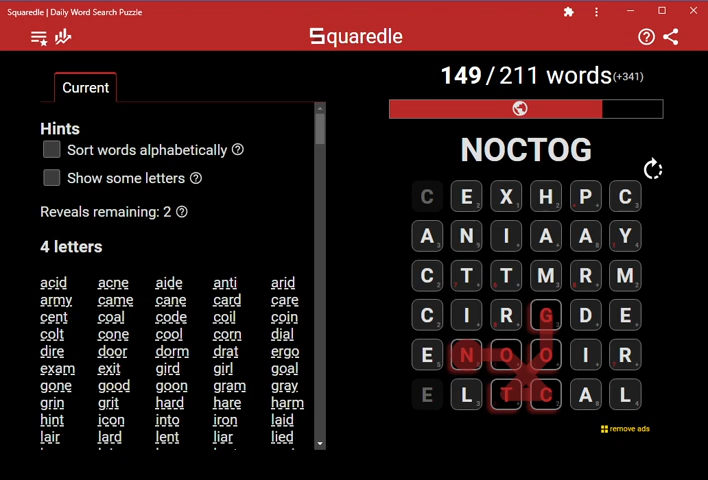 Squaredle | Daily Word Search Puzzle
Squaredle
149 / 211 words (+341)
Current
NOCTOG
Hints
Sort words alphabetically
Show some letters
Reveals remaining: 2
4 letters
acid acne aide anti arid
army came cane card care
cent coal code coil coin
colt cone cool corn dial
dire door dorm drat ergo
exam exit gird girl goal
gone good goon gram gray
grin grit hard hare harm
hint icon into iron laid
lair lard lent liar lied
C E X H P C
A N I A A Y
C T T M R M
C I R G D E
E N O O I R
E L T C A L
remove ads